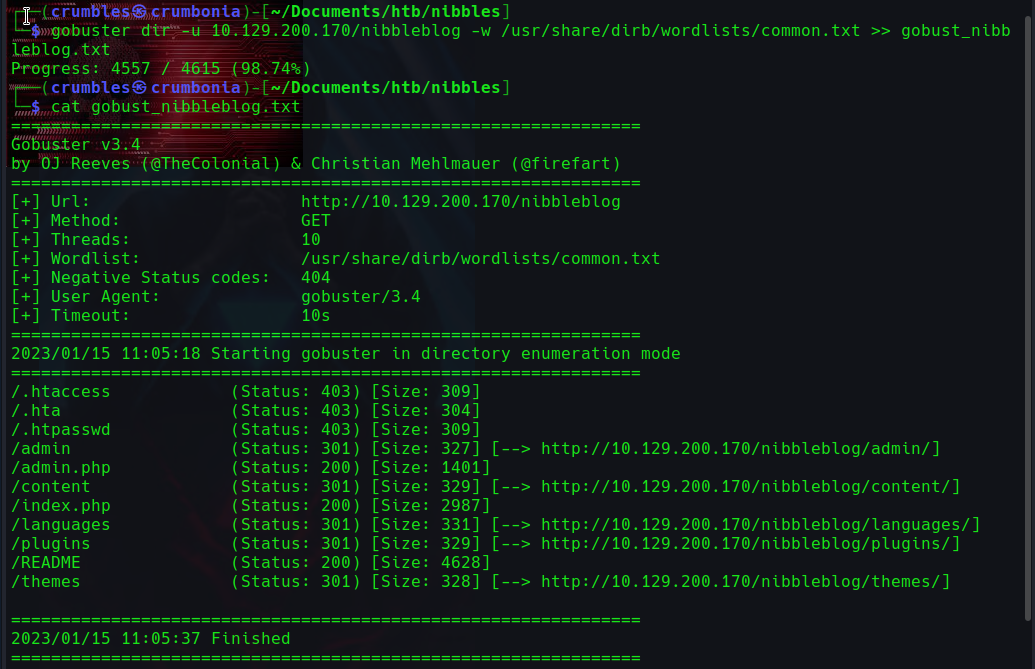 ┌──(crumbles㉿crumbonia)-[~/Documents/htb/nibbles]
└─$ gobuster dir -u 10.129.200.170/nibbleblog -w /usr/share/dirb/wordlists/common.txt >> gobust_nibb
leblog.txt
Progress: 4557 / 4615 (98.74%)
┌──(crumbles㉿crumbonia)-[~/Documents/htb/nibbles]
└─$ cat gobust_nibbleblog.txt
===============================================================
Gobuster v3.4
by OJ Reeves (@TheColonial) & Christian Mehlmauer (@firefart)
===============================================================
[+] Url:                     http://10.129.200.170/nibbleblog
[+] Method:                  GET
[+] Threads:                 10
[+] Wordlist:                /usr/share/dirb/wordlists/common.txt
[+] Negative Status codes:   404
[+] User Agent:              gobuster/3.4
[+] Timeout:                 10s
===============================================================
2023/01/15 11:05:18 Starting gobuster in directory enumeration mode
===============================================================
/.htaccess            (Status: 403) [Size: 309]
/.hta                 (Status: 403) [Size: 304]
/.htpasswd            (Status: 403) [Size: 309]
/admin                (Status: 301) [Size: 327] [--> http://10.129.200.170/nibbleblog/admin/]
/admin.php            (Status: 200) [Size: 1401]
/content              (Status: 301) [Size: 329] [--> http://10.129.200.170/nibbleblog/content/]
/index.php            (Status: 200) [Size: 2987]
/languages            (Status: 301) [Size: 331] [--> http://10.129.200.170/nibbleblog/languages/]
/plugins              (Status: 301) [Size: 329] [--> http://10.129.200.170/nibbleblog/plugins/]
/README               (Status: 200) [Size: 4628]
/themes               (Status: 301) [Size: 328] [--> http://10.129.200.170/nibbleblog/themes/]
===============================================================
2023/01/15 11:05:37 Finished
===============================================================